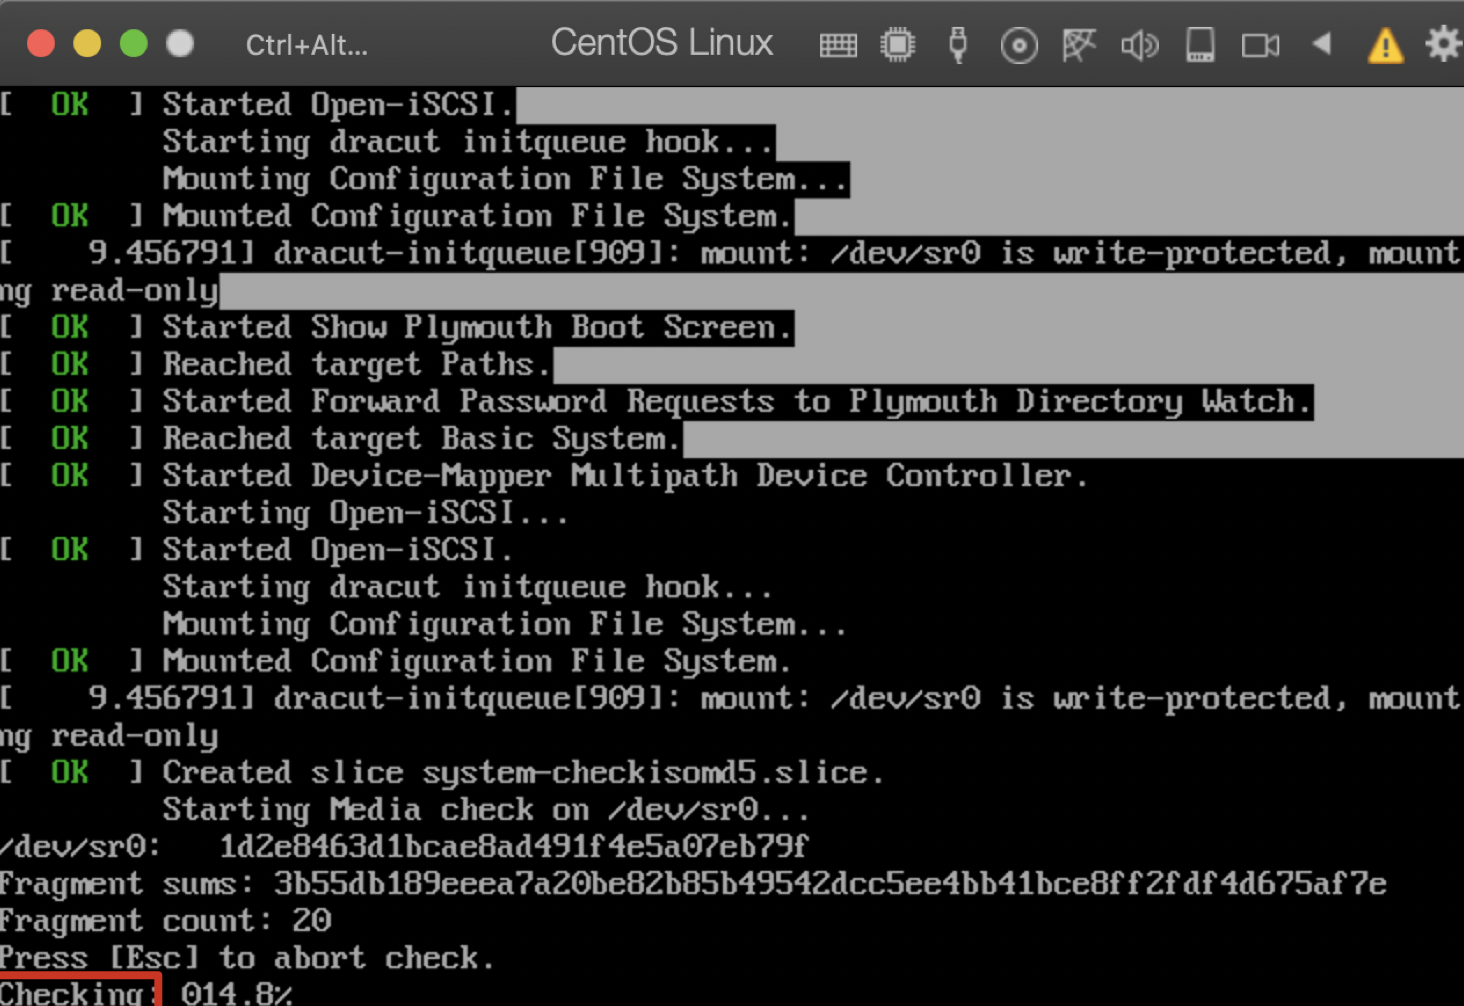 Ctrl+Alt... CentOS Linux
[  OK  ] Started Open-iSCSI.
Starting dracut initqueue hook...
Mounting Configuration File System...
[  OK  ] Mounted Configuration File System.
[    9.456791] dracut-initqueue[909]: mount: /dev/sr0 is write-protected, mount
ng read-only
[  OK  ] Started Show Plymouth Boot Screen.
[  OK  ] Reached target Paths.
[  OK  ] Started Forward Password Requests to Plymouth Directory Watch.
[  OK  ] Reached target Basic System.
[  OK  ] Started Device-Mapper Multipath Device Controller.
Starting Open-iSCSI...
[  OK  ] Started Open-iSCSI.
Starting dracut initqueue hook...
Mounting Configuration File System...
[  OK  ] Mounted Configuration File System.
[    9.456791] dracut-initqueue[909]: mount: /dev/sr0 is write-protected, mount
ng read-only
[  OK  ] Created slice system-checkisomd5.slice.
Starting Media check on /dev/sr0...
/dev/sr0:   1d2e8463d1bcae8ad491f4e5a07eb79f
Fragment sums: 3b55db189eeea7a20be82b85b49542dcc5ee4bb41bce8ff2fdf4d675af7e
Fragment count: 20
Press [Esc] to abort check.
Checking: 014.8%